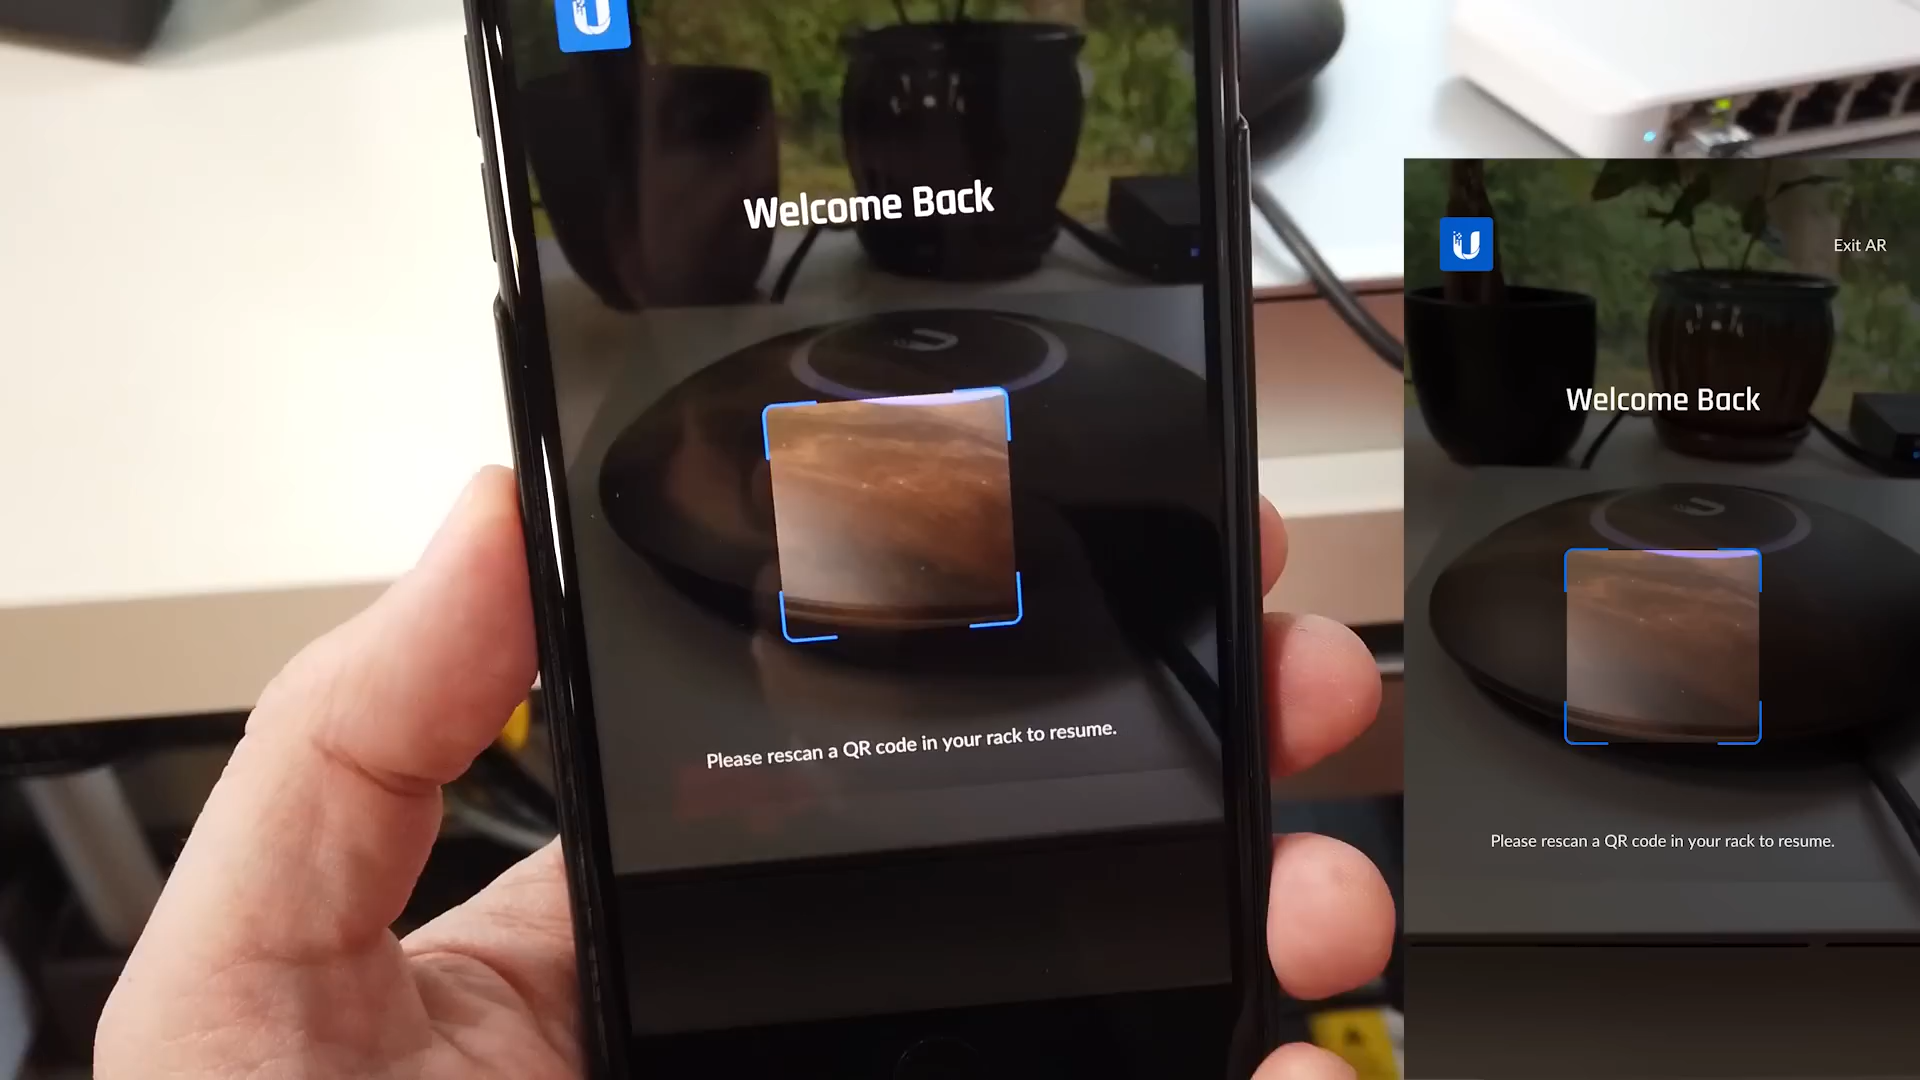 Welcome Back
Please rescan a QR code in your rack to resume.
Exit AR
Welcome Back
Please rescan a QR code in your rack to resume.